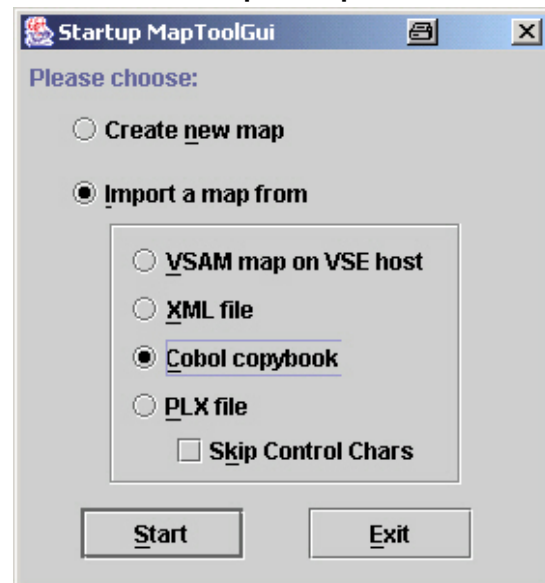 Startup MapToolGui
Please choose:
Create new map
Import a map from
VSAM map on VSE host
XML file
Cobol copybook
PLX file
Skip Control Chars
Start
Exit